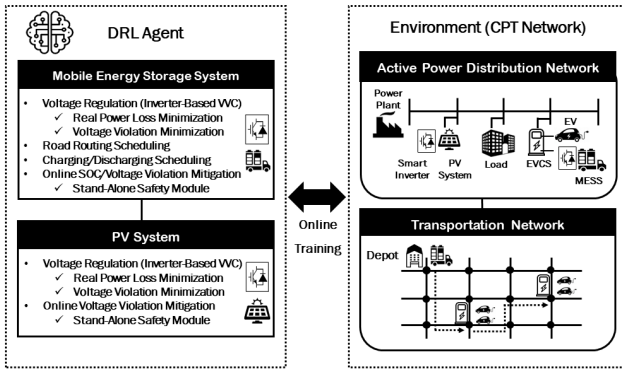 DRL Agent
Mobile Energy Storage System
• Voltage Regulation (Inverter-Based VVC)
✓ Real Power Loss Minimization
✓ Voltage Violation Minimization
• Road Routing Scheduling
• Charging/Discharging Scheduling
• Online SOC/Voltage Violation Mitigation
✓ Stand-Alone Safety Module
PV System
• Voltage Regulation (Inverter-Based VVC)
✓ Real Power Loss Minimization
✓ Voltage Violation Minimization
• Online Voltage Violation Mitigation
✓ Stand-Alone Safety Module
Online
Training
Environment (CPT Network)
Active Power Distribution Network
Power
Plant
EV
Smart
Inverter
PV
System
Load
EVCS
MESS
Transportation Network
Depot